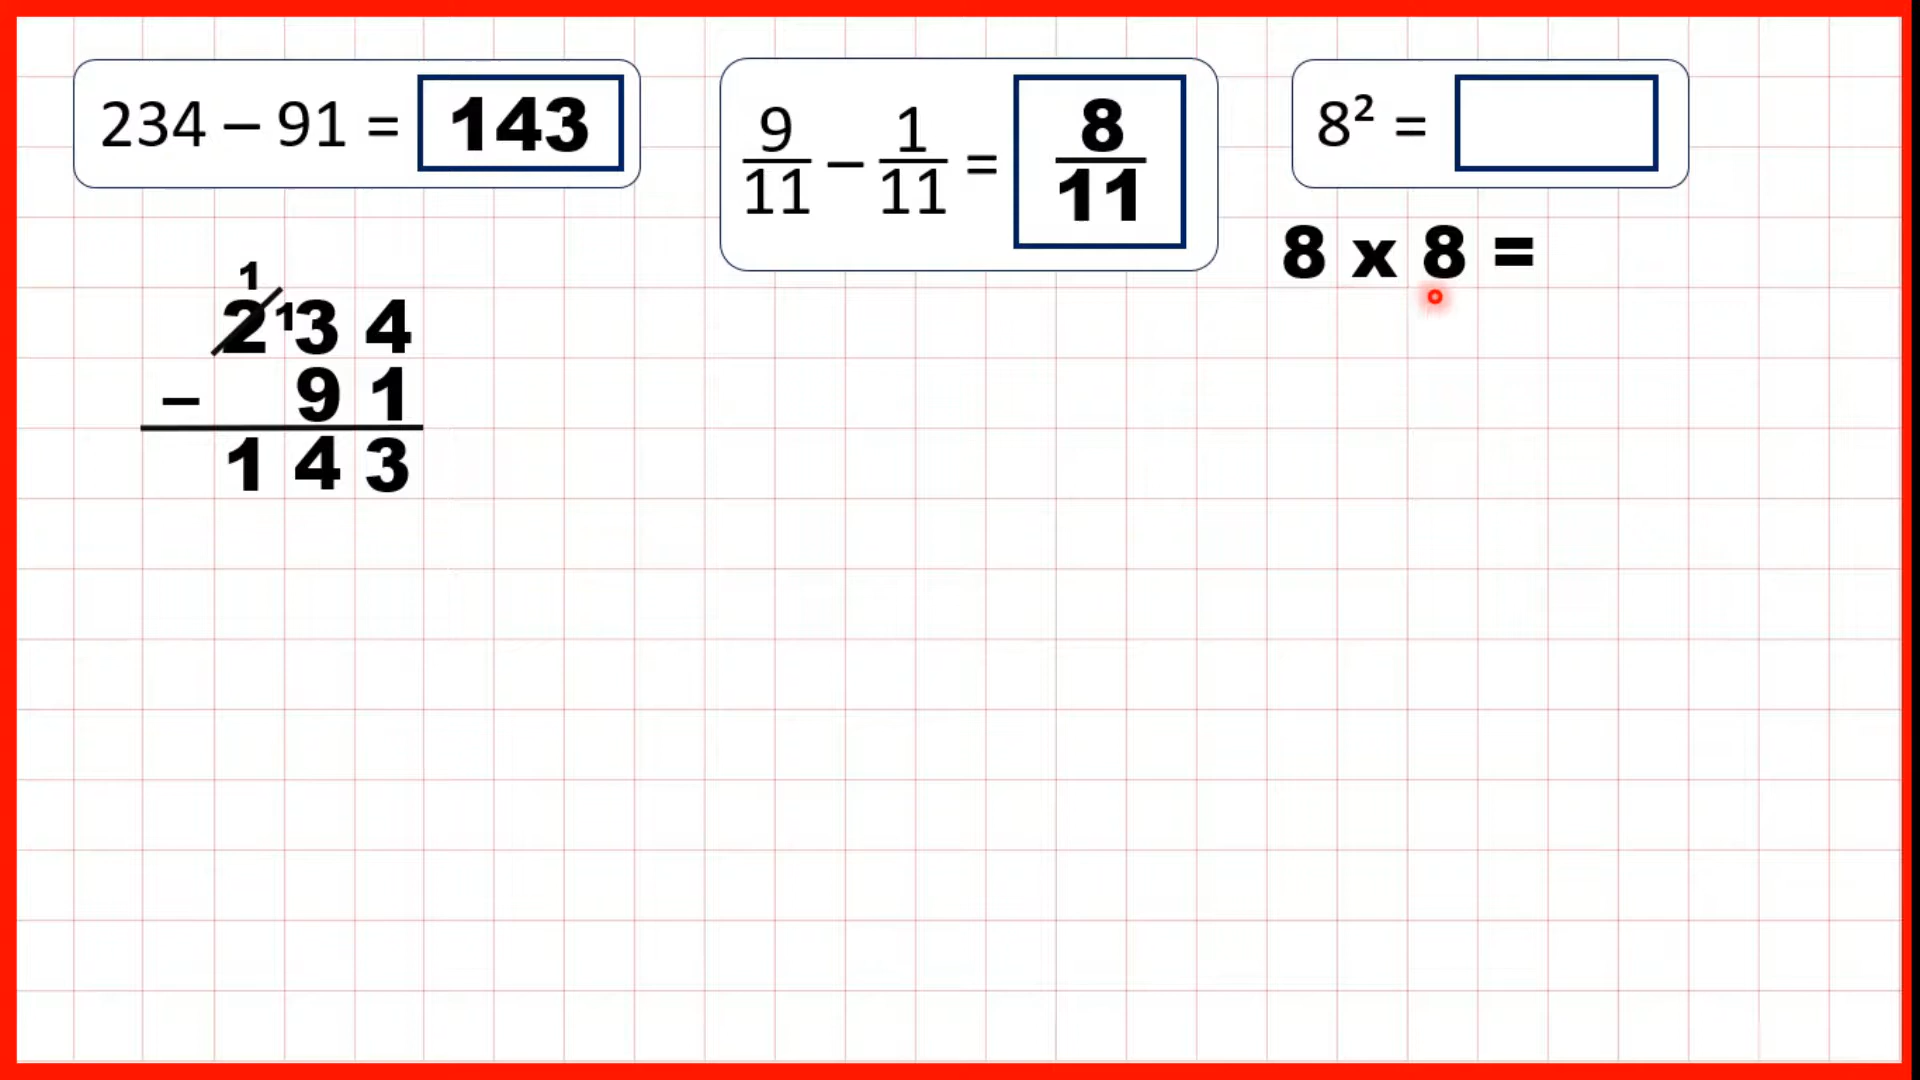 234 – 91 = 143
9/11 – 1/11 = 8/11
8² =
8 x 8 =
1
2 13 4
– 9 1
1 4 3